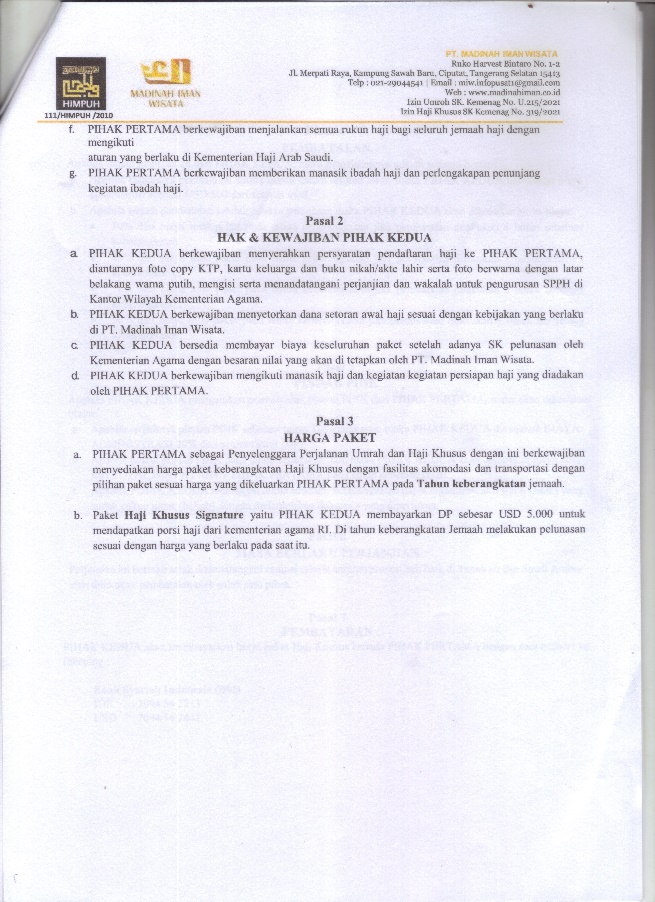 PT. MADINAH IMAN WISATA
Ruko Harvest Bintaro No. 1-2
Jl. Merpati Raya, Kampung Sawah Baru, Ciputat, Tangerang Selatan 15413
Telp : 021-29044541 | Email : miw.infopusat1@gmail.com
Web : www.madinahiman.co.id
Izin Umroh SK. Kemenag No. U.215/2021
Izin Haji Khusus SK Kemenag No. 319/2021
HIMPUH
MADINAH IMAN
WISATA
111/HIMPUH /2010
f. PIHAK PERTAMA berkewajiban menjalankan semua rukun haji bagi seluruh jemaah haji dengan
mengikuti
aturan yang berlaku di Kementerian Haji Arab Saudi.
g. PIHAK PERTAMA berkewajiban memberikan manasik ibadah haji dan perlengakapan penunjang
kegiatan ibadah haji.
Pasal 2
HAK & KEWAJIBAN PIHAK KEDUA
a. PIHAK KEDUA berkewajiban menyerahkan persyaratan pendaftaran haji ke PIHAK PERTAMA,
diantaranya foto copy KTP, kartu keluarga dan buku nikah/akte lahir serta foto berwarna dengan latar
belakang warna putih, mengisi serta menandatangani perjanjian dan wakalah untuk pengurusan SPPH di
Kantor Wilayah Kementerian Agama.
b. PIHAK KEDUA berkewajiban menyetorkan dana setoran awal haji sesuai dengan kebijakan yang berlaku
di PT. Madinah Iman Wisata.
c. PIHAK KEDUA bersedia membayar biaya keseluruhan paket setelah adanya SK pelunasan oleh
Kementerian Agama dengan besaran nilai yang akan di tetapkan oleh PT. Madinah Iman Wisata.
d. PIHAK KEDUA berkewajiban mengikuti manasik haji dan kegiatan kegiatan persiapan haji yang diadakan
oleh PIHAK PERTAMA.
Pasal 3
HARGA PAKET
a. PIHAK PERTAMA sebagai Penyelenggara Perjalanan Umrah dan Haji Khusus dengan ini berkewajiban
menyediakan harga paket keberangkatan Haji Khusus dengan fasilitas akomodasi dan transportasi dengan
pilihan paket sesuai harga yang dikeluarkan PIHAK PERTAMA pada Tahun keberangkatan jemaah.
b. Paket Haji Khusus Signature yaitu PIHAK KEDUA membayarkan DP sebesar USD 5.000 untuk
mendapatkan porsi haji dari kementerian agama RI. Di tahun keberangkatan Jemaah melakukan pelunasan
sesuai dengan harga yang berlaku pada saat itu.